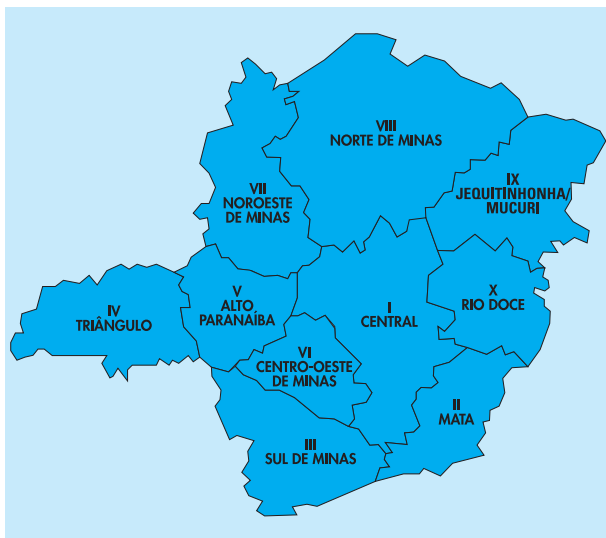 VIII
NORTE DE MINAS
IX
JEQUITINHONHA/
MUCURI
VII
NOROESTE
DE MINAS
X
RIO DOCE
V
ALTO
PARANAÍBA
I
CENTRAL
IV
TRIÂNGULO
VI
CENTRO-OESTE
DE MINAS
II
MATA
III
SUL DE MINAS